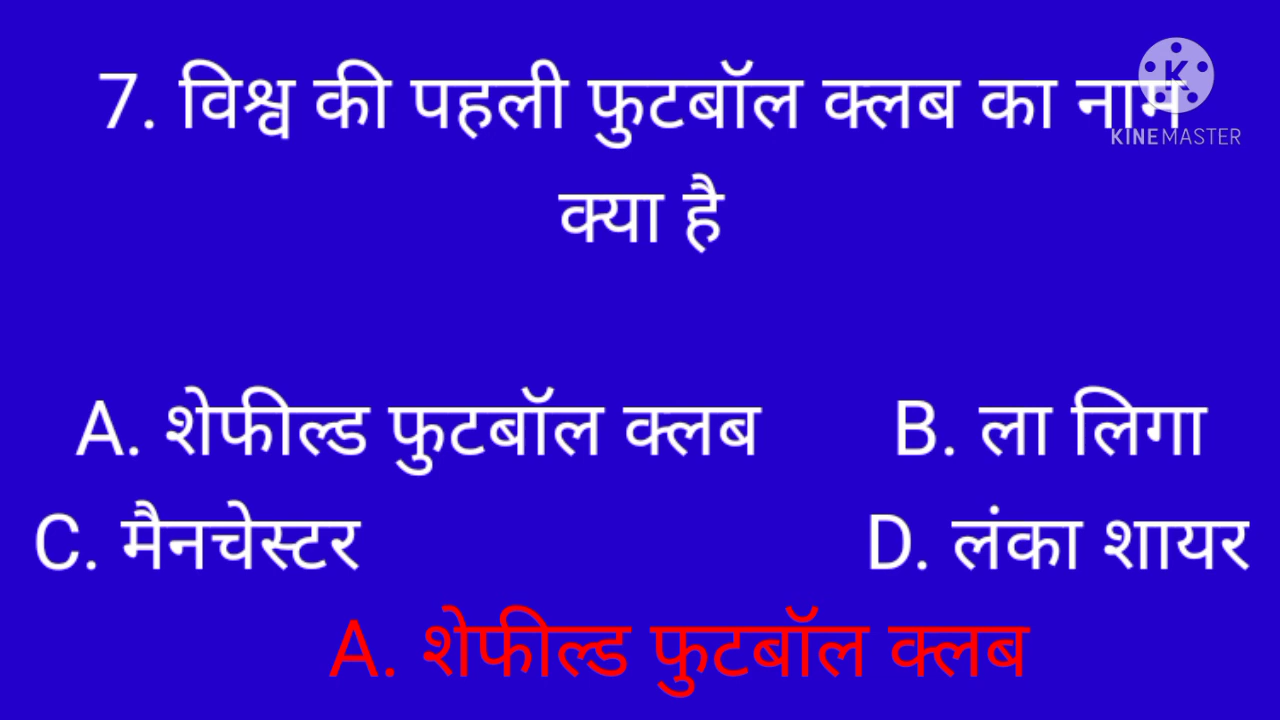 7. विश्व की पहली फुटबॉल क्लब का नाम
KINEMASTER
क्या है
A. शेफील्ड फुटबॉल क्लब B. ला लिगा
C. मैनचेस्टर D. लंका शायर
A. शेफील्ड फुटबॉल क्लब